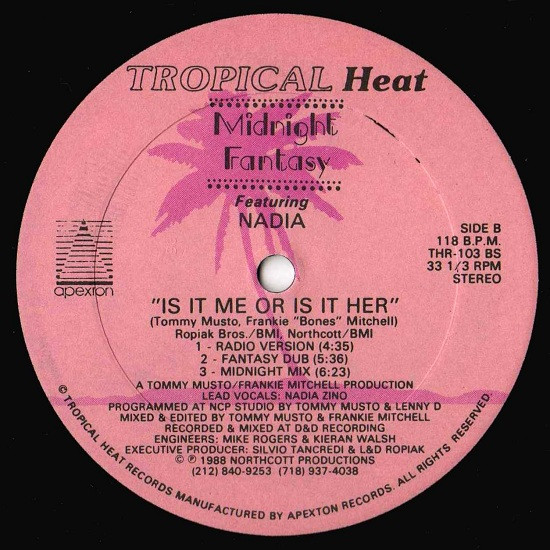 TROPICAL Heat
Midnight
Fantasy
Featuring
NADIA
apexton
SIDE B
118 B.P.M.
THR-103 BS
33 1/3 RPM
STEREO
"IS IT ME OR IS IT HER"
(Tommy Musto, Frankie "Bones" Mitchell)
Ropiak Bros./BMI, Northcott/BMI
1 - RADIO VERSION (4:35)
2 - FANTASY DUB (5:36)
3 - MIDNIGHT MIX (6:23)
A TOMMY MUSTO/FRANKIE MITCHELL PRODUCTION
LEAD VOCALS: NADIA ZINO
PROGRAMMED AT NCP STUDIO BY TOMMY MUSTO & LENNY D
MIXED & EDITED BY TOMMY MUSTO & FRANKIE MITCHELL
RECORDED & MIXED AT D&D RECORDING
ENGINEERS: MIKE ROGERS & KIERAN WALSH
EXECUTIVE PRODUCER: SILVIO TANCREDI & L&D ROPIAK
© ℗ 1988 NORTHCOTT PRODUCTIONS
(212) 840-9253 (718) 937-4038
© TROPICAL HEAT RECORDS MANUFACTURED BY APEXTON RECORDS. ALL RIGHTS RESERVED.